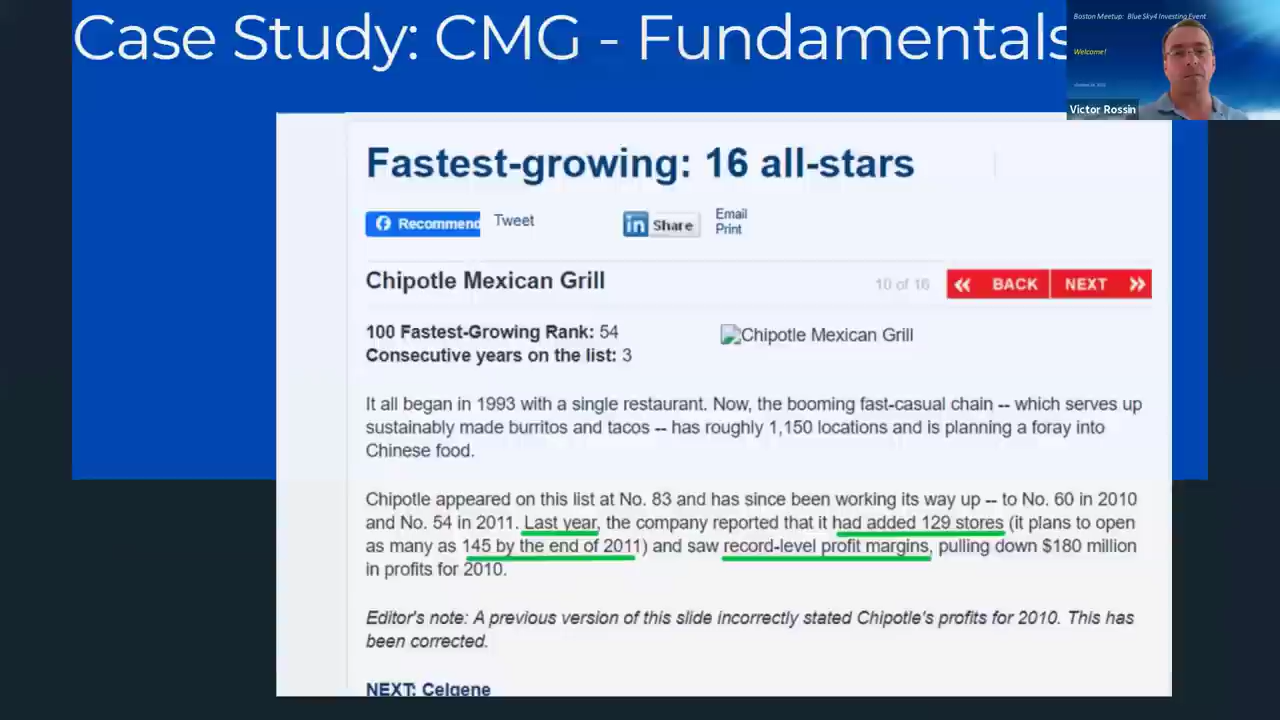 Case Study: CMG - Fundamentals
Boston Meetup: Blue Sky4 Investing Event
Welcome!
Victor Rossin
Fastest-growing: 16 all-stars
Recommend
Tweet
in Share
Email
Print
Chipotle Mexican Grill
10 of 16
BACK
NEXT
100 Fastest-Growing Rank: 54
Consecutive years on the list: 3
Chipotle Mexican Grill
It all began in 1993 with a single restaurant. Now, the booming fast-casual chain -- which serves up
sustainably made burritos and tacos -- has roughly 1,150 locations and is planning a foray into
Chinese food.
Chipotle appeared on this list at No. 83 and has since been working its way up -- to No. 60 in 2010
and No. 54 in 2011. Last year, the company reported that it had added 129 stores (it plans to open
as many as 145 by the end of 2011) and saw record-level profit margins, pulling down $180 million
in profits for 2010.
Editor's note: A previous version of this slide incorrectly stated Chipotle's profits for 2010. This has
been corrected.
NEXT: Celgene